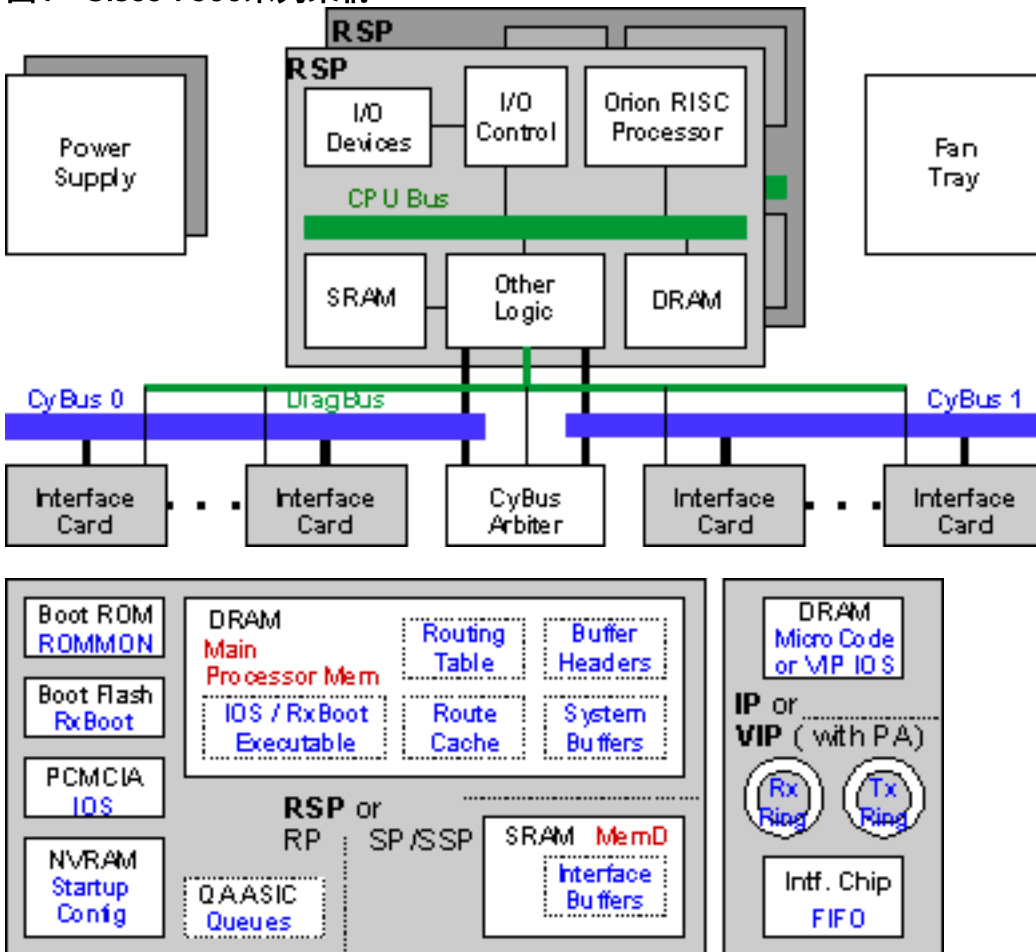 RSP
RSP
I/O
Devices
I/O
Control
Orion RISC
Processor
Power
Supply
Fan
Tray
CPU Bus
SRAM
Other
Logic
DRAM
CyBus 0
DiagBus
CyBus 1
Interface
Card
Interface
Card
CyBus
Arbiter
Interface
Card
Interface
Card
Boot ROM
ROMMON
DRAM
Main
Processor Mem
Routing
Table
Buffer
Headers
Boot Flash
RxBoot
IOS / RxBoot
Executable
Route
Cache
System
Buffers
PCMCIA
IOS
RSP or
RP
SP/SSP
SRAM MemD
Interface
Buffers
NVRAM
Startup
Config
QAASIC
Queues
DRAM
Micro Code
or VIP IOS
IP or
VIP ( with PA)
Rx
Ring
Tx
Ring
Intf. Chip
FIFO